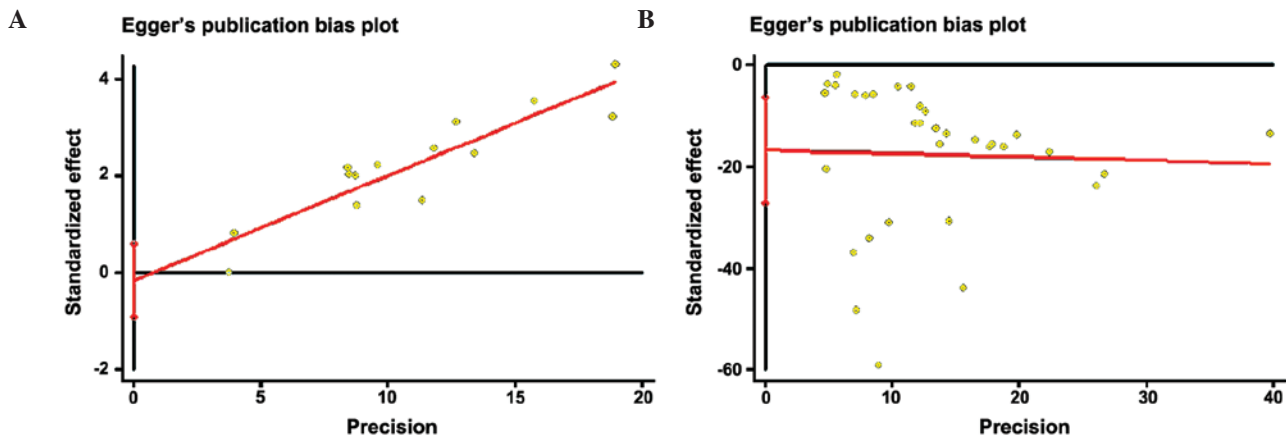 A
Egger's publication bias plot
Standardized effect
4
2
0
-2
0 5 10 15 20
Precision
B
Egger's publication bias plot
Standardized effect
0
-20
-40
-60
0 10 20 30 40
Precision